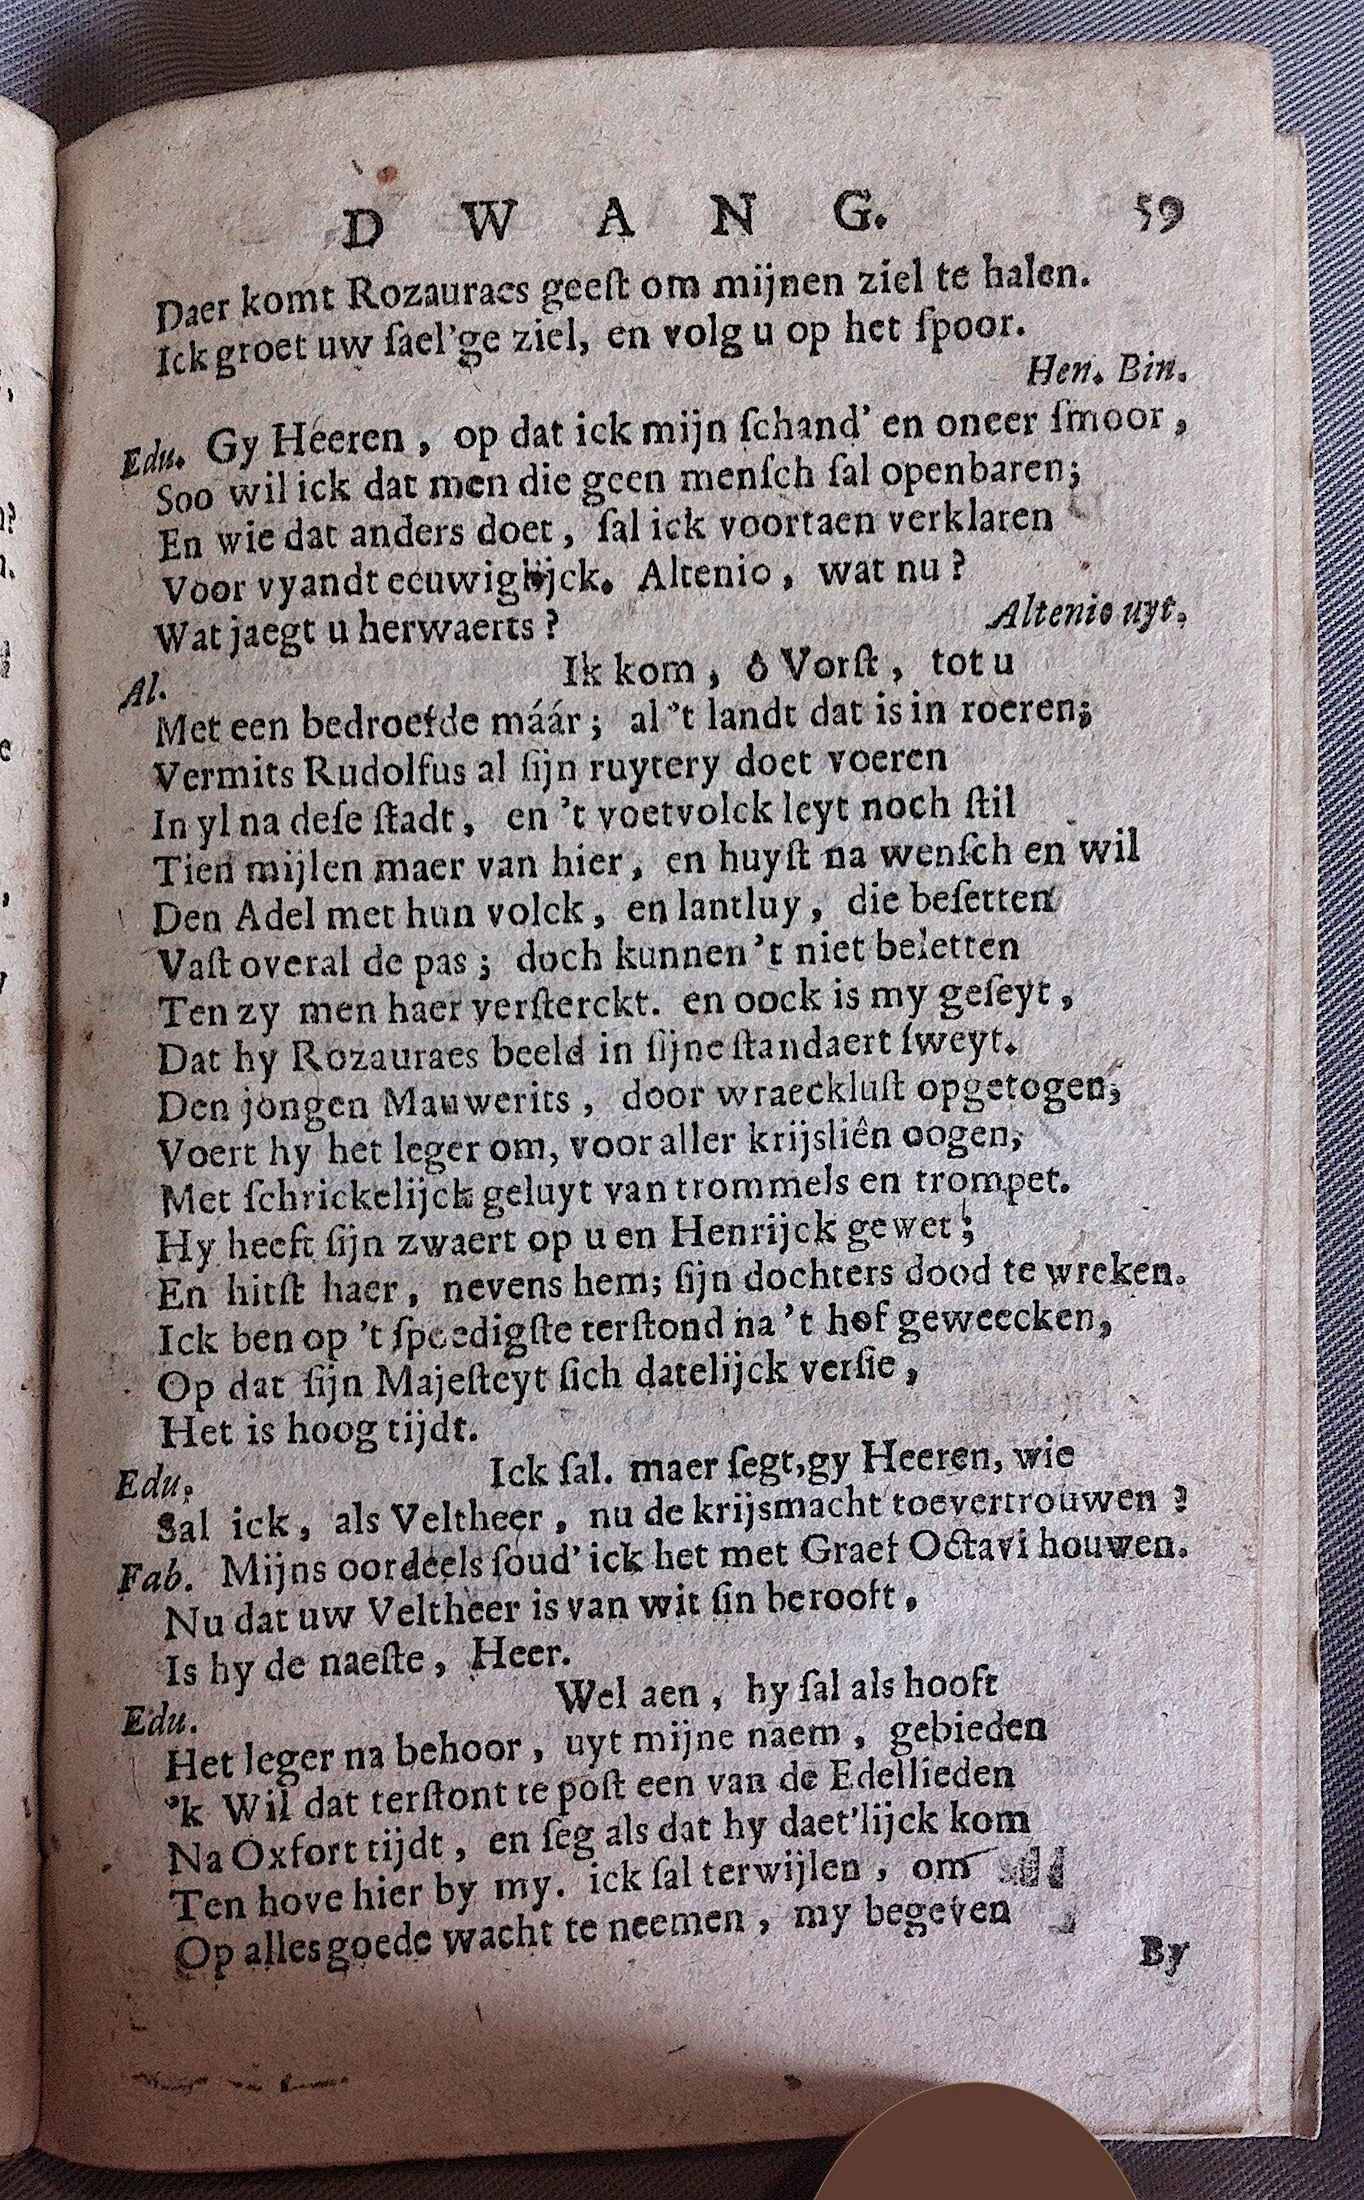 D W A N G. 59
Daer komt Rozauraes geeſt om mijnen ziel te halen.
Ick groet uw ſael'ge ziel, en volg u op het ſpoor.
Hen. Bin.
Edu. Gy Heeren, op dat ick mijn ſchand' en oneer ſmoor,
Soo wil ick dat men die geen menſch ſal openbaren;
En wie dat anders doet, ſal ick voortaen verklaren
Voor vyandt eeuwiglijck. Altenio, wat nu?
Wat jaegt u herwaerts?
Altenio uyt.
Al. Ik kom, ô Vorſt, tot u
Met een bedroefde máár; al 't landt dat is in roeren;
Vermits Rudolfus al ſijn ruytery doet voeren
In yl na deſe ſtadt, en 't voetvolck leyt noch ſtil
Tien mijlen maer van hier, en huyſt na wenſch en wil
Den Adel met hun volck, en lantluy, die beſetten
Vaſt overal de pas; doch kunnen 't niet beletten
Ten zy men haer verſterckt. en oock is my geſeyt,
Dat hy Rozauraes beeld in ſijne ſtandaert ſweyt.
Den jongen Mauwerits, door wraeckluſt opgetogen,
Voert hy het leger om, voor aller krijsliên oogen,
Met ſchrickelijck geluyt van trommels en trompet.
Hy heeft ſijn zwaert op u en Henrijck gewet;
En hitſt haer, nevens hem; ſijn dochters dood te wreken.
Ick ben op 't ſpoedigſte terſtond na 't hof geweecken,
Op dat ſijn Majeſteyt ſich datelijck verſie,
Het is hoog tijdt.
Edu. Ick ſal. maer ſegt, gy Heeren, wie
Sal ick, als Veltheer, nu de krijsmacht toevertrouwen?
Fab. Mijns oordeels ſoud' ick het met Graef Octavi houwen.
Nu dat uw Veltheer is van wit ſin berooft,
Is hy de naeſte, Heer.
Edu. Wel aen, hy ſal als hooft
Het leger na behoor, uyt mijne naem, gebieden
'k Wil dat terſtont te poſt een van de Edellieden
Na Oxfort tijdt, en ſeg als dat hy daet'lijck kom
Ten hove hier by my. ick ſal terwijlen, om
Op alles goede wacht te neemen, my begeven
By